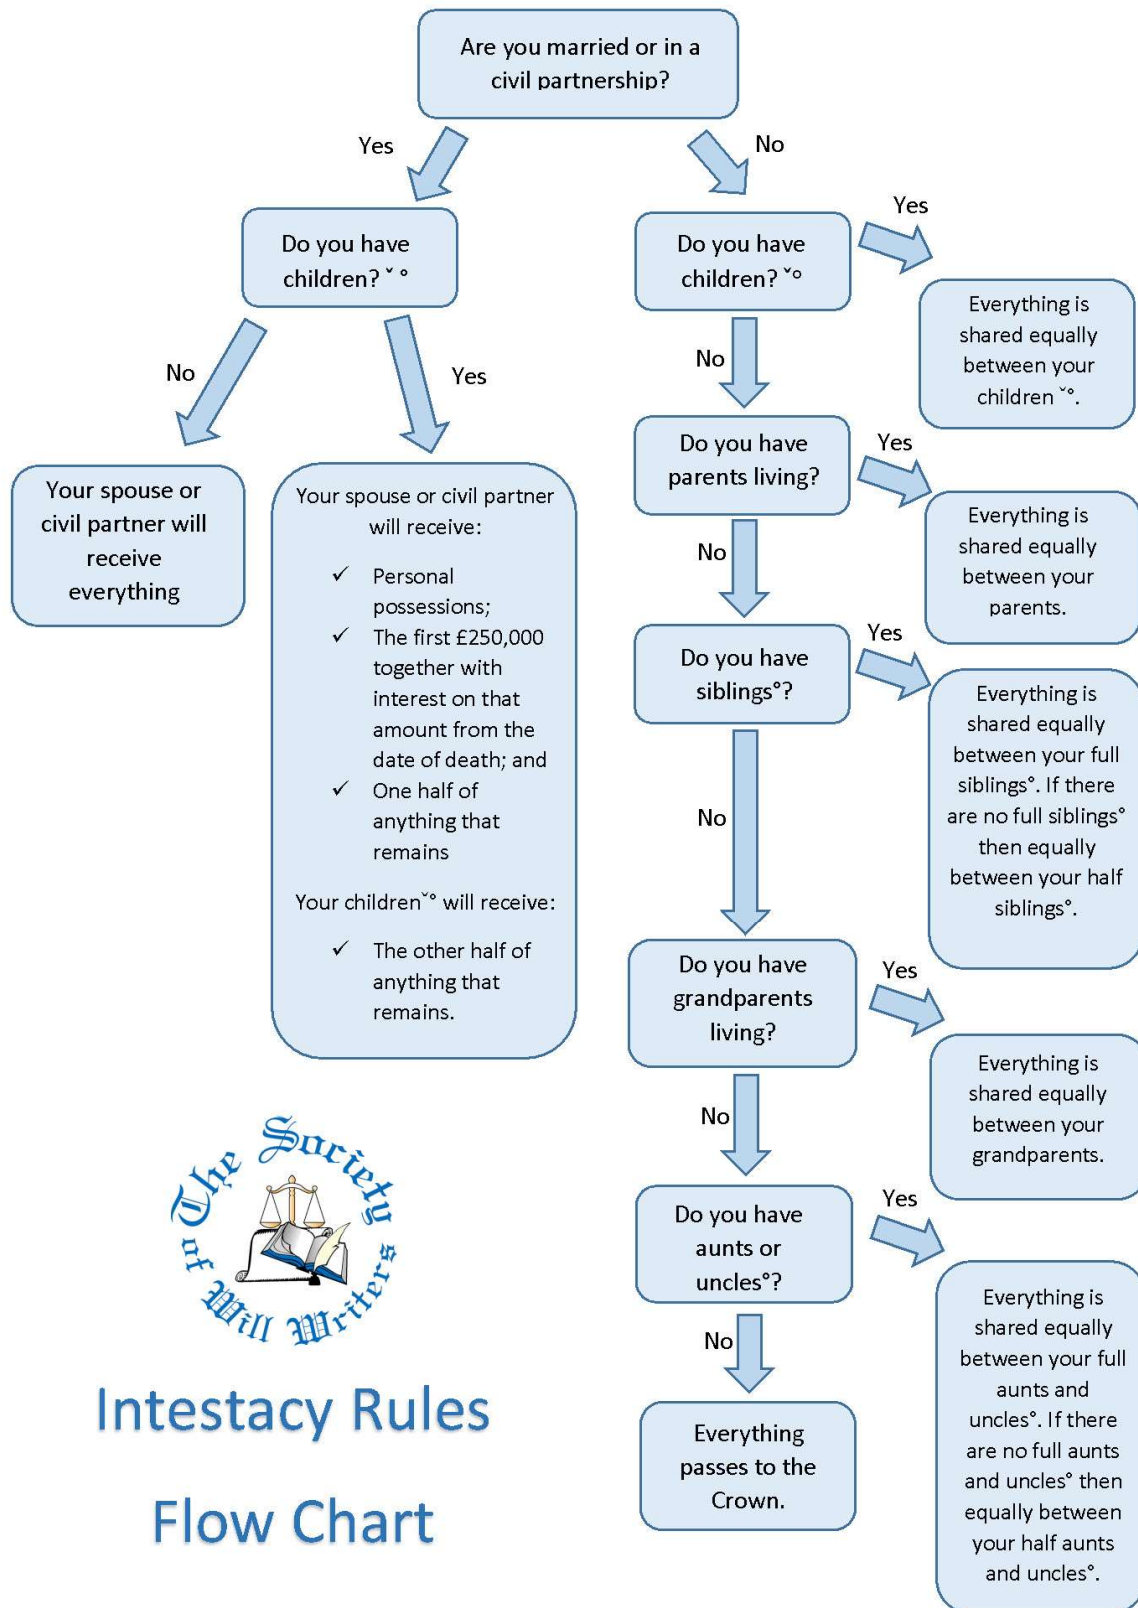 Are you married or in a
civil partnership?
Yes
No
Do you have
children? ˇ °
Do you have
children? ˇ°
Yes
Everything is
shared equally
between your
children ˇ°.
No
Yes
No
Your spouse or
civil partner will
receive
everything
Your spouse or civil partner
will receive:
✓ Personal
possessions;
✓ The first £250,000
together with
interest on that
amount from the
date of death; and
✓ One half of
anything that
remains
Your childrenˇ° will receive:
✓ The other half of
anything that
remains.
Do you have
parents living?
Yes
Everything is
shared equally
between your
parents.
No
Do you have
siblings°?
Yes
Everything is
shared equally
between your full
siblings°. If there
are no full siblings°
then equally
between your half
siblings°.
No
Do you have
grandparents
living?
Yes
Everything is
shared equally
between your
grandparents.
No
Do you have
aunts or
uncles°?
Yes
Everything is
shared equally
between your full
aunts and
uncles°. If there
are no full aunts
and uncles° then
equally between
your half aunts
and uncles°.
No
Everything
passes to the
Crown.
The Society
of Will Writers
Intestacy Rules
Flow Chart